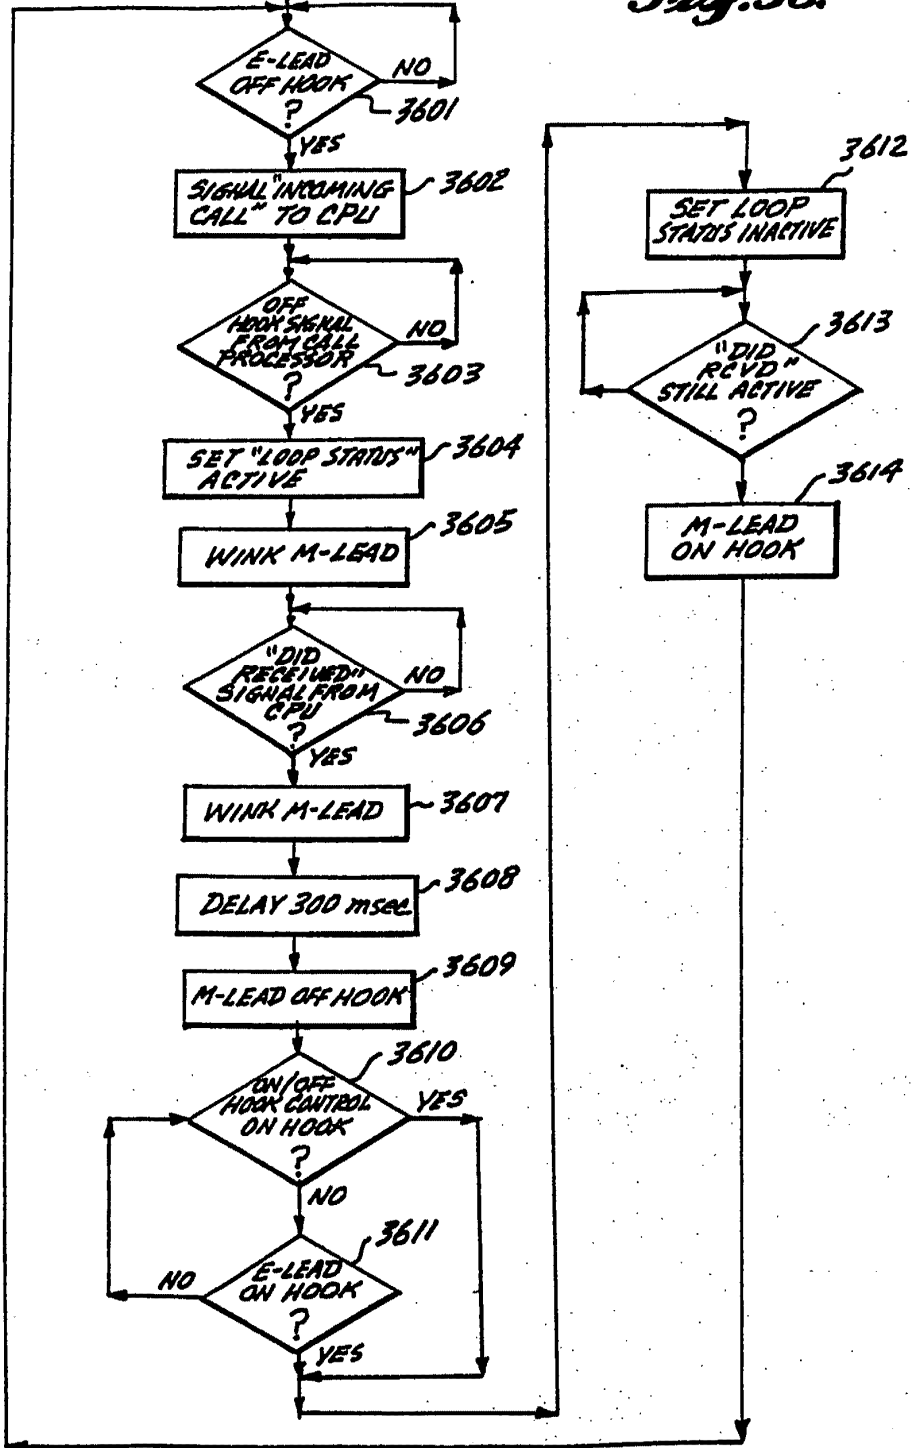 Fig. 36.
E-LEAD
OFF HOOK
?
NO
3601
YES
SIGNAL "INCOMING
CALL" TO CPU
3602
OFF
HOOK SIGNAL
FROM CALL
PROCESSOR
?
NO
3603
YES
SET "LOOP STATUS"
ACTIVE
3604
WINK M-LEAD
3605
"DID
RECEIVED"
SIGNAL FROM
CPU
?
NO
3606
YES
WINK M-LEAD
3607
DELAY 300 msec
3608
M-LEAD OFF HOOK
3609
ON/OFF
HOOK CONTROL
ON HOOK
?
3610
YES
NO
E-LEAD
ON HOOK
?
3611
NO
YES
3612
SET LOOP
STATUS INACTIVE
"DID
RCVD"
STILL ACTIVE
?
3613
3614
M-LEAD
ON HOOK